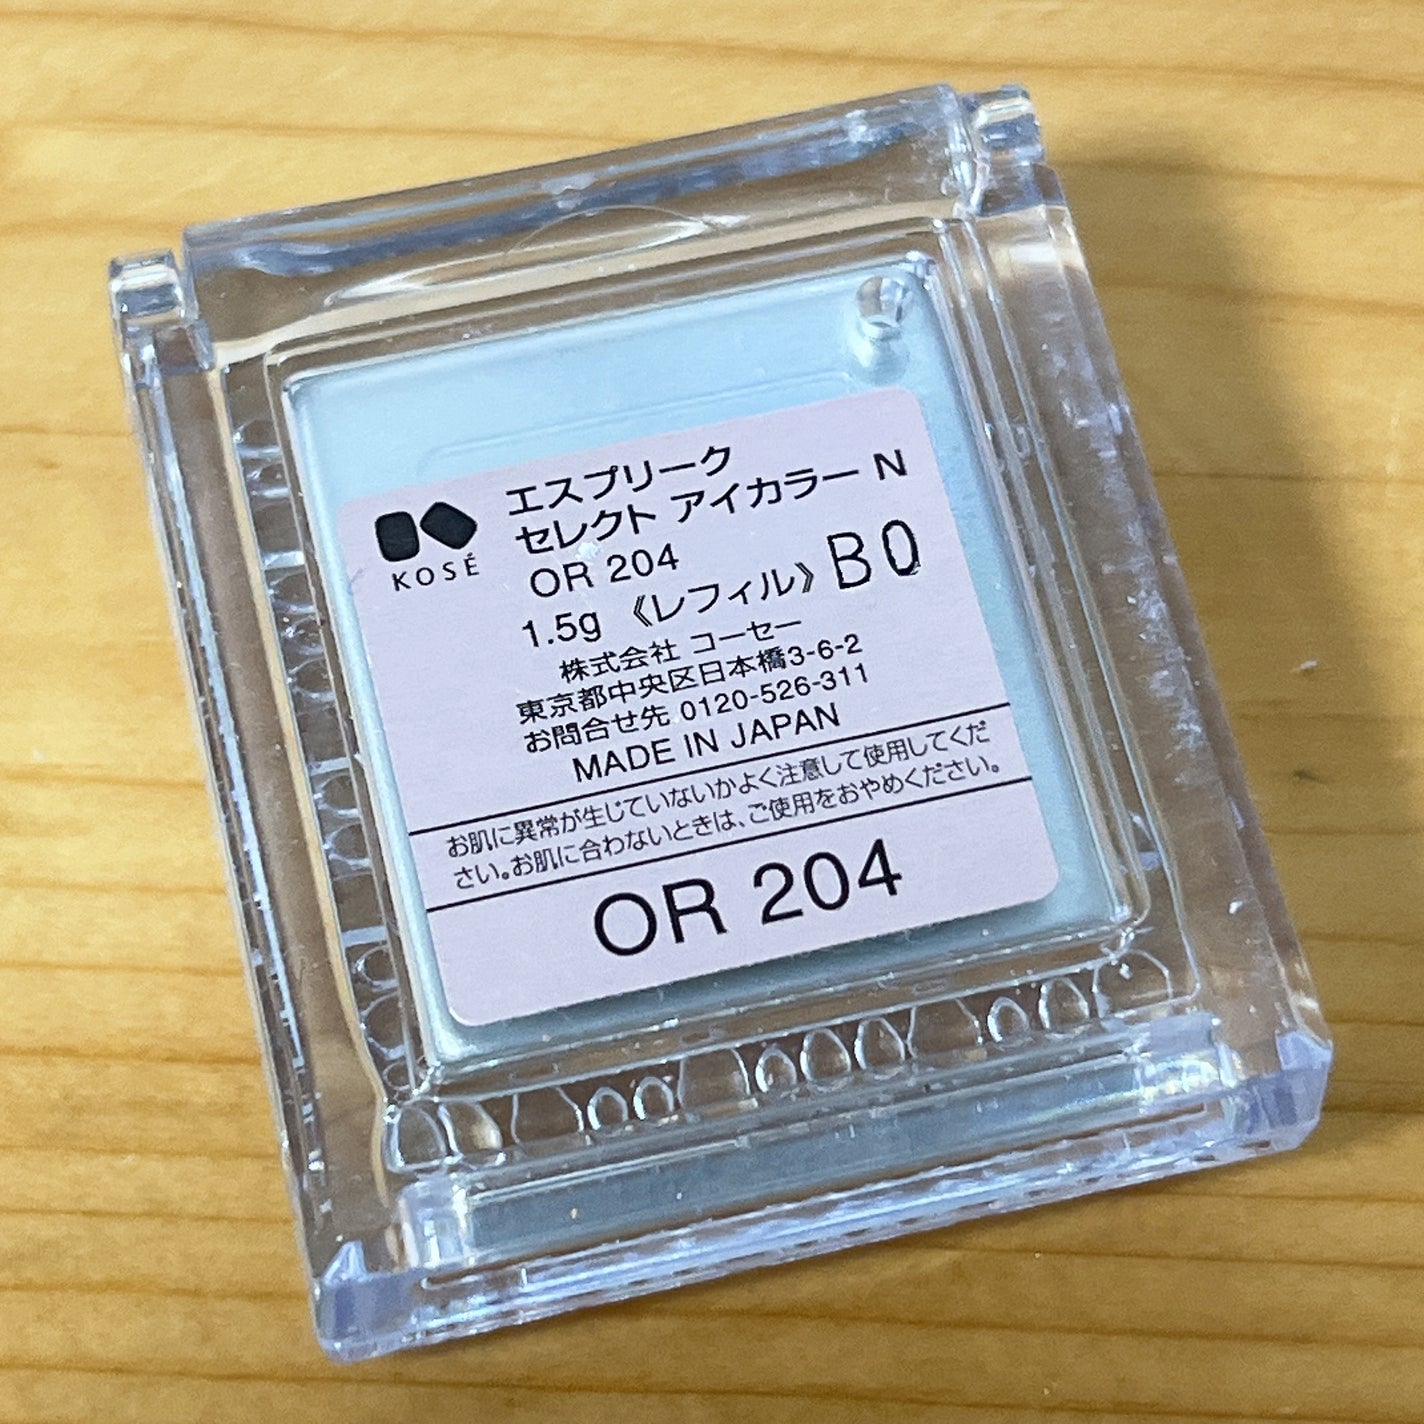 KOSÉ
エスプリーク
セレクト アイカラー N
OR 204
1.5g 《レフィル》 B0
株式会社 コーセー
東京都中央区日本橋3-6-2
お問合せ先 0120-526-311
MADE IN JAPAN
お肌に異常が生じていないかよく注意して使用してくだ
さい。お肌に合わないときは、ご使用をおやめください。
OR 204